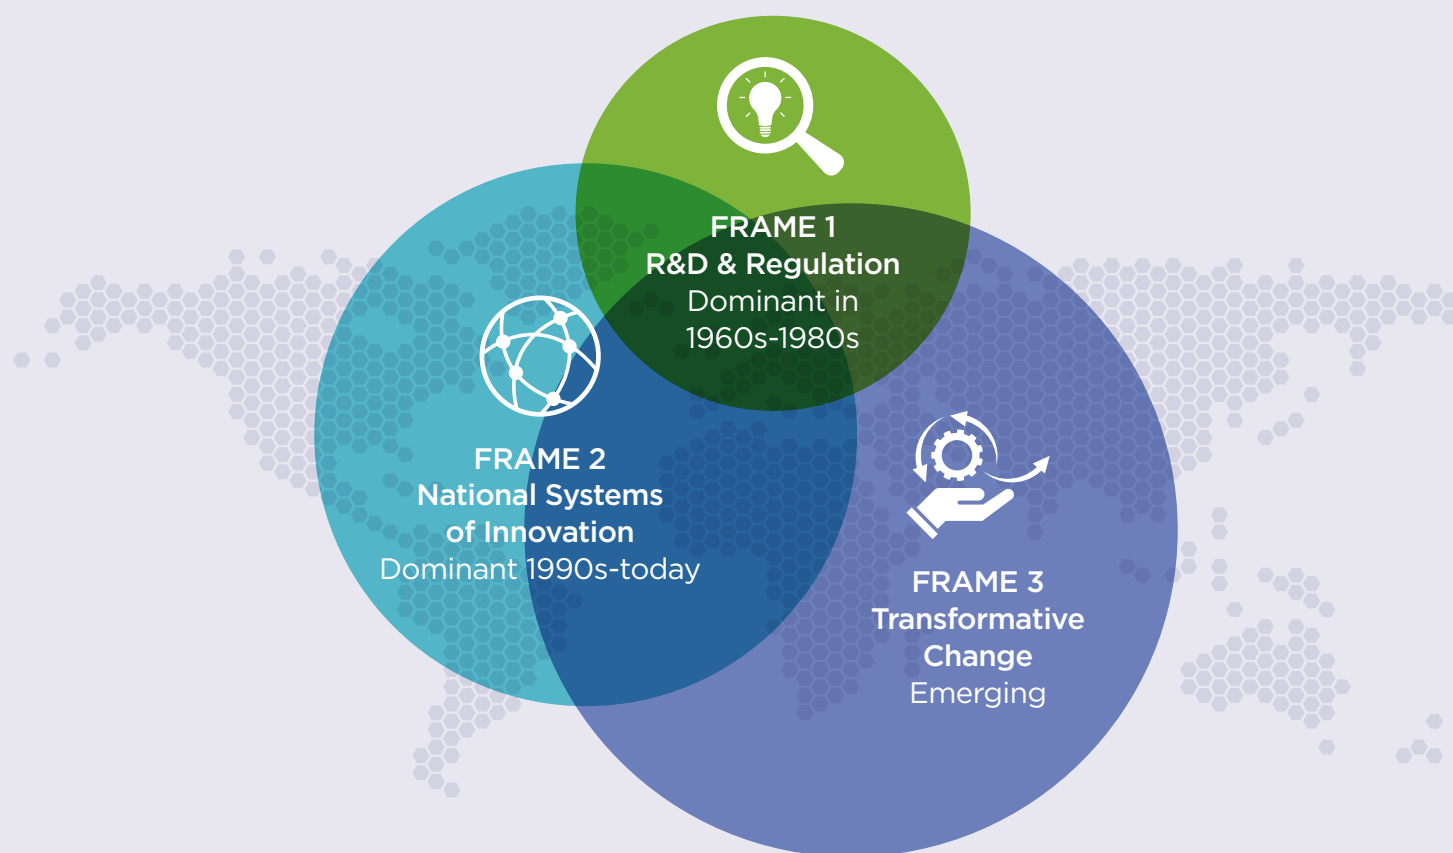 FRAME 1
R&D & Regulation
Dominant in
1960s-1980s
FRAME 2
National Systems
of Innovation
Dominant 1990s-today
FRAME 3
Transformative
Change
Emerging